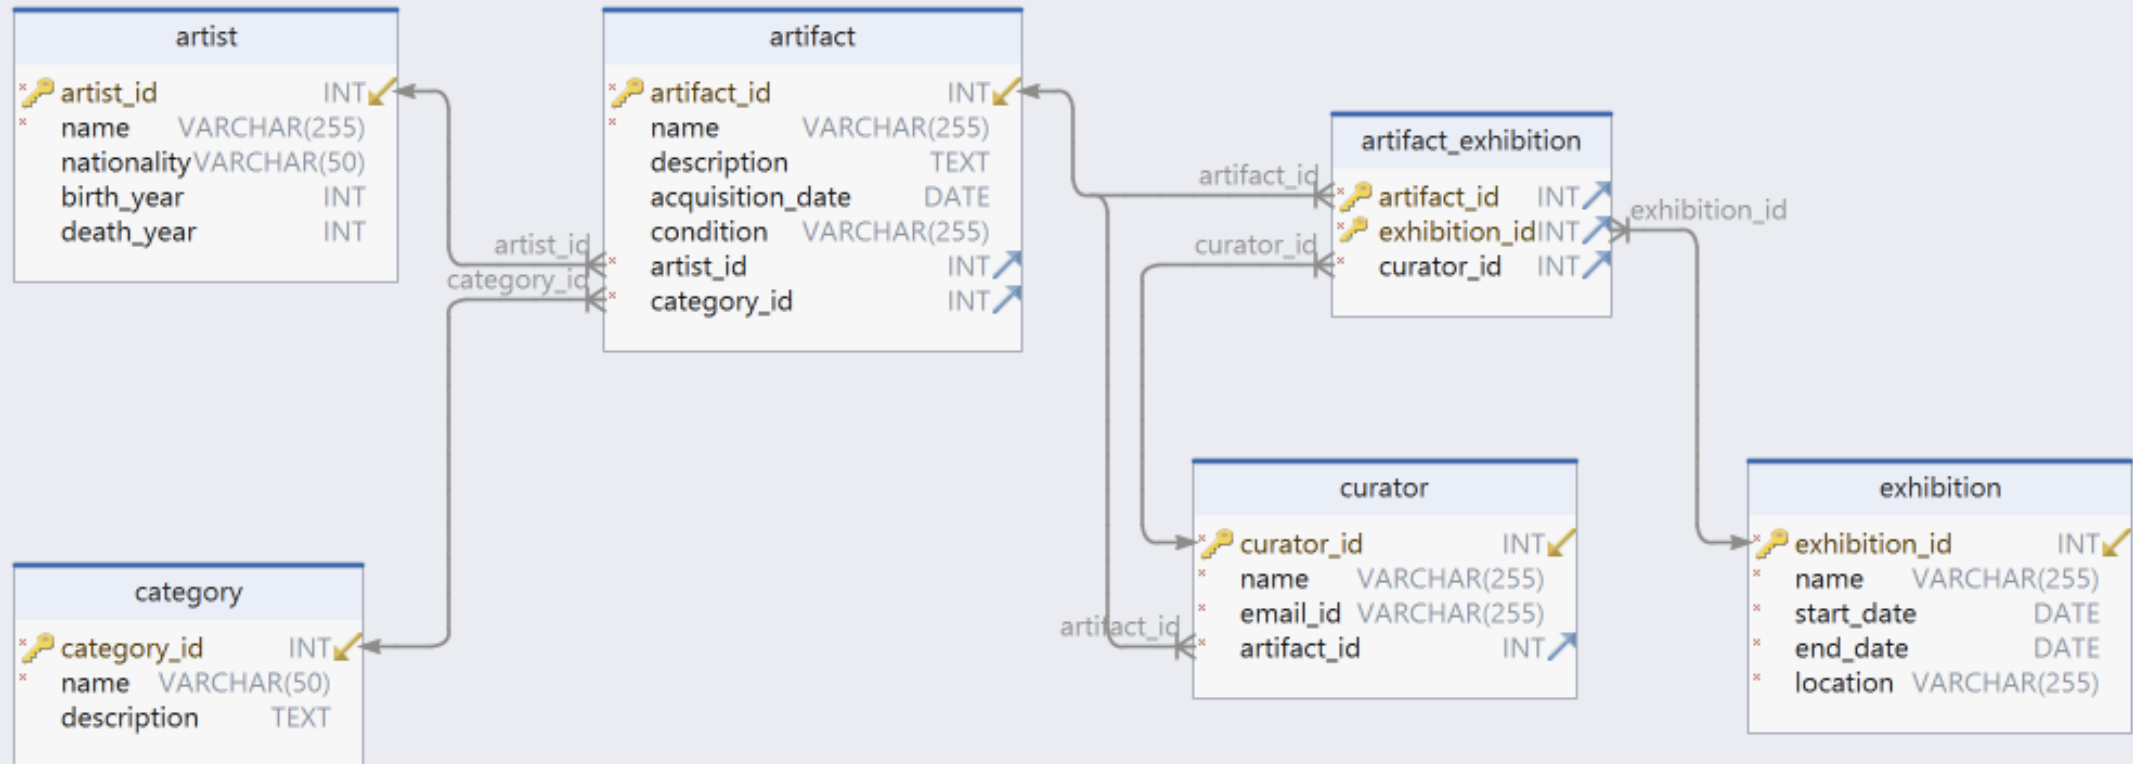 artist
artist_id INT
name VARCHAR(255)
nationality VARCHAR(50)
birth_year INT
death_year INT
artifact
artifact_id INT
name VARCHAR(255)
description TEXT
acquisition_date DATE
condition VARCHAR(255)
artist_id INT
category_id INT
artist_id
category_id
artifact_exhibition
artifact_id INT
exhibition_id INT
curator_id INT
artifact_id
curator_id
exhibition_id
category
category_id INT
name VARCHAR(50)
description TEXT
curator
curator_id INT
name VARCHAR(255)
email_id VARCHAR(255)
artifact_id INT
artifact_id
exhibition
exhibition_id INT
name VARCHAR(255)
start_date DATE
end_date DATE
location VARCHAR(255)